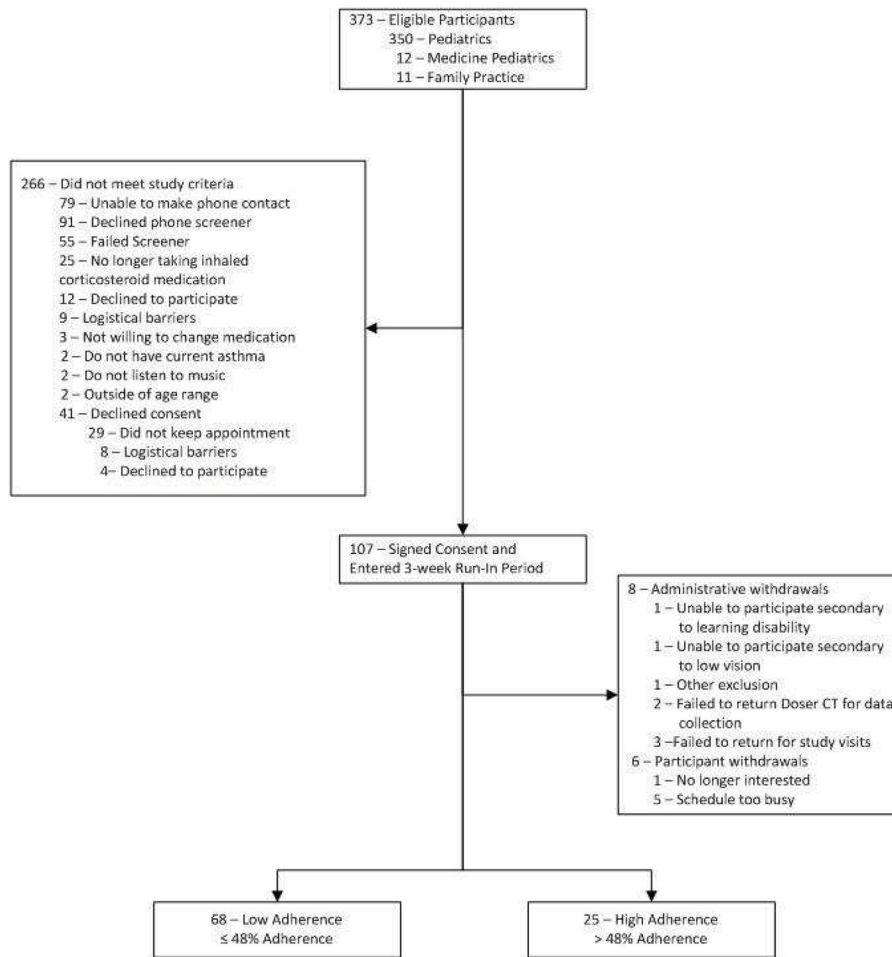 373 – Eligible Participants
350 – Pediatrics
12 – Medicine Pediatrics
11 – Family Practice
266 – Did not meet study criteria
79 – Unable to make phone contact
91 – Declined phone screener
55 – Failed Screener
25 – No longer taking inhaled
corticosteroid medication
12 – Declined to participate
9 – Logistical barriers
3 – Not willing to change medication
2 – Do not have current asthma
2 – Do not listen to music
2 – Outside of age range
41 – Declined consent
29 – Did not keep appointment
8 – Logistical barriers
4– Declined to participate
107 – Signed Consent and
Entered 3-week Run-In Period
8 – Administrative withdrawals
1 – Unable to participate secondary
to learning disability
1 – Unable to participate secondary
to low vision
1 – Other exclusion
2 – Failed to return Doser CT for data
collection
3 –Failed to return for study visits
6 – Participant withdrawals
1 – No longer interested
5 – Schedule too busy
68 – Low Adherence
≤ 48% Adherence
25 – High Adherence
> 48% Adherence